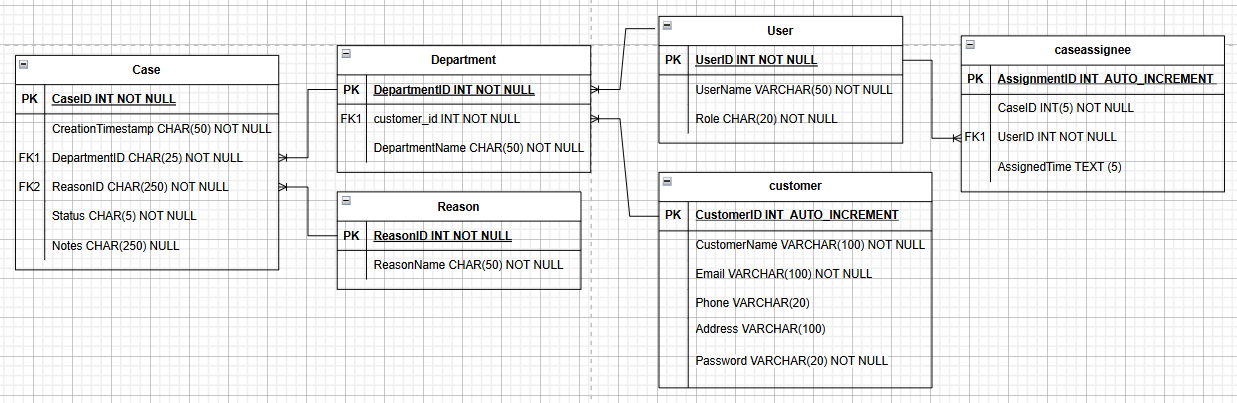 Case
PK CaseID INT NOT NULL
CreationTimestamp CHAR(50) NOT NULL
FK1 DepartmentID CHAR(25) NOT NULL
FK2 ReasonID CHAR(250) NOT NULL
Status CHAR(5) NOT NULL
Notes CHAR(250) NULL
Department
PK DepartmentID INT NOT NULL
FK1 customer_id INT NOT NULL
DepartmentName CHAR(50) NOT NULL
Reason
PK ReasonID INT NOT NULL
ReasonName CHAR(50) NOT NULL
User
PK UserID INT NOT NULL
UserName VARCHAR(50) NOT NULL
Role CHAR(20) NOT NULL
customer
PK CustomerID INT AUTO_INCREMENT
CustomerName VARCHAR(100) NOT NULL
Email VARCHAR(100) NOT NULL
Phone VARCHAR(20)
Address VARCHAR(100)
Password VARCHAR(20) NOT NULL
caseassignee
PK AssignmentID INT AUTO_INCREMENT
CaseID INT(5) NOT NULL
FK1 UserID INT NOT NULL
AssignedTime TEXT (5)